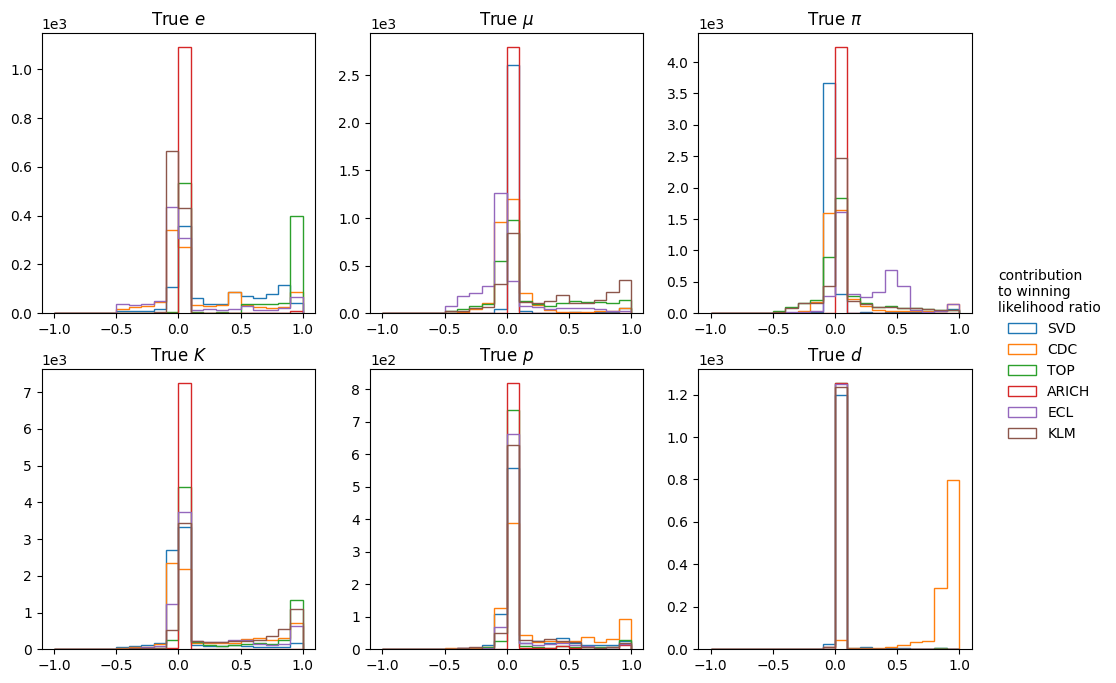 True e
1e3
1.0
0.8
0.6
0.4
0.2
0.0
−1.0 −0.5 0.0 0.5 1.0
True μ
1e3
2.5
2.0
1.5
1.0
0.5
0.0
−1.0 −0.5 0.0 0.5 1.0
True π
1e3
4.0
3.5
3.0
2.5
2.0
1.5
1.0
0.5
0.0
−1.0 −0.5 0.0 0.5 1.0
True K
1e3
7
6
5
4
3
2
1
0
−1.0 −0.5 0.0 0.5 1.0
True p
1e2
8
7
6
5
4
3
2
1
0
−1.0 −0.5 0.0 0.5 1.0
True d
1e3
1.2
1.0
0.8
0.6
0.4
0.2
0.0
−1.0 −0.5 0.0 0.5 1.0
contribution
to winning
likelihood ratio
SVD
CDC
TOP
ARICH
ECL
KLM